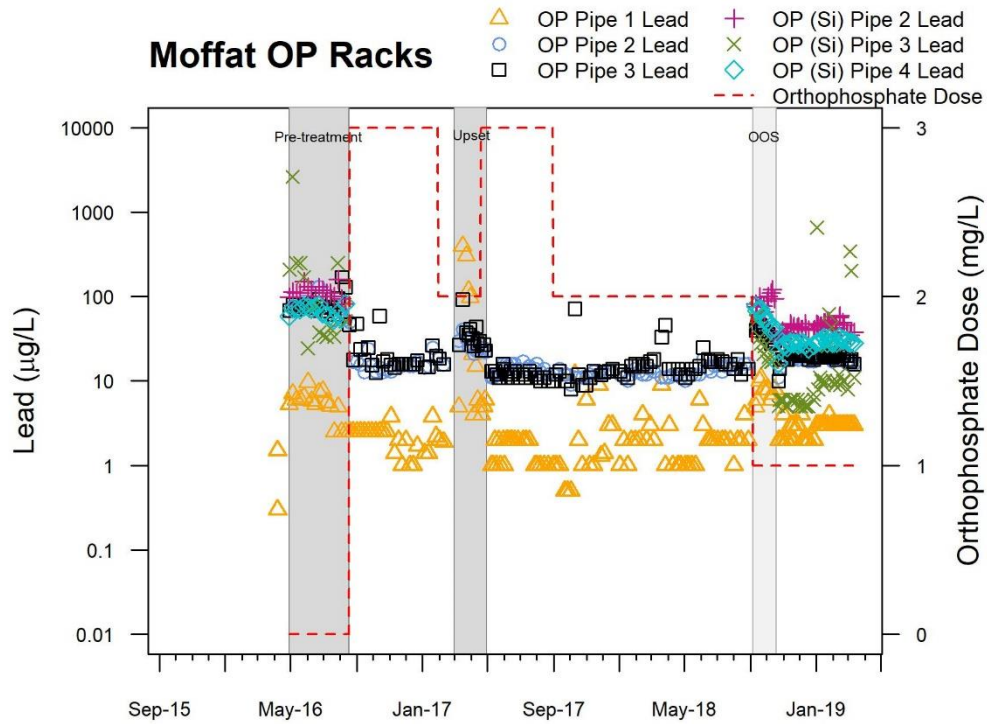 Moffat OP Racks
OP Pipe 1 Lead
OP Pipe 2 Lead
OP Pipe 3 Lead
OP (Si) Pipe 2 Lead
OP (Si) Pipe 3 Lead
OP (Si) Pipe 4 Lead
Orthophosphate Dose
Pre-treatment
Upset
OOS
Lead (µg/L)
10000
1000
100
10
1
0.1
0.01
Orthophosphate Dose (mg/L)
3
2
1
0
Sep-15 May-16 Jan-17 Sep-17 May-18 Jan-19